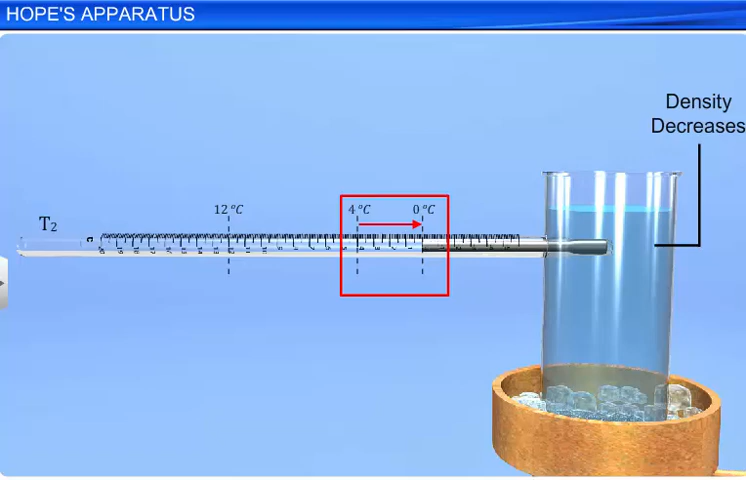 HOPE'S APPARATUS
Density
Decreases
12 °C
4 °C
0 °C
T₂